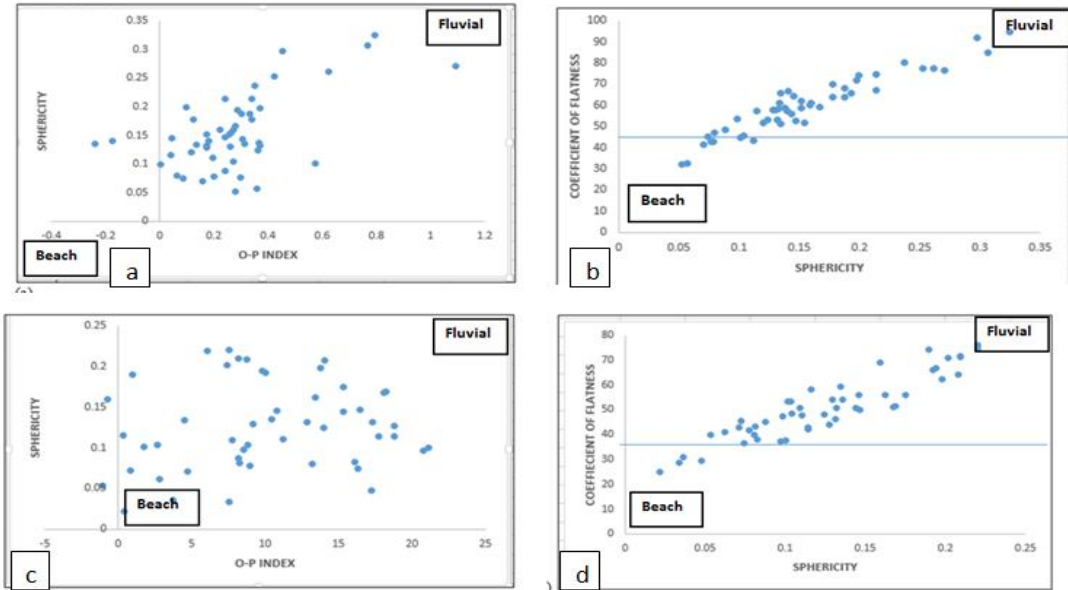 0.35
Fluvial
0.3
0.25
0.2
0.15
0.1
0.05
0
SPHERICITY
-0.4 -0.2 0 0.2 0.4 0.6 0.8 1 1.2
Beach
a
O-P INDEX
100
Fluvial
90
80
70
60
50
40
30
20
10
0
COEFFICIENT OF FLATNESS
Beach
0 0.05 0.1 0.15 0.2 0.25 0.3 0.35
b
SPHERICITY
0.25
Fluvial
0.2
0.15
0.1
0.05
0
SPHERICITY
Beach
-5 0 5 10 15 20 25
c
O-P INDEX
80
Fluvial
70
60
50
40
30
20
10
0
COEFFIECIENT OF FLATNESS
Beach
0 0.05 0.1 0.15 0.2 0.25
d
SPHERICITY